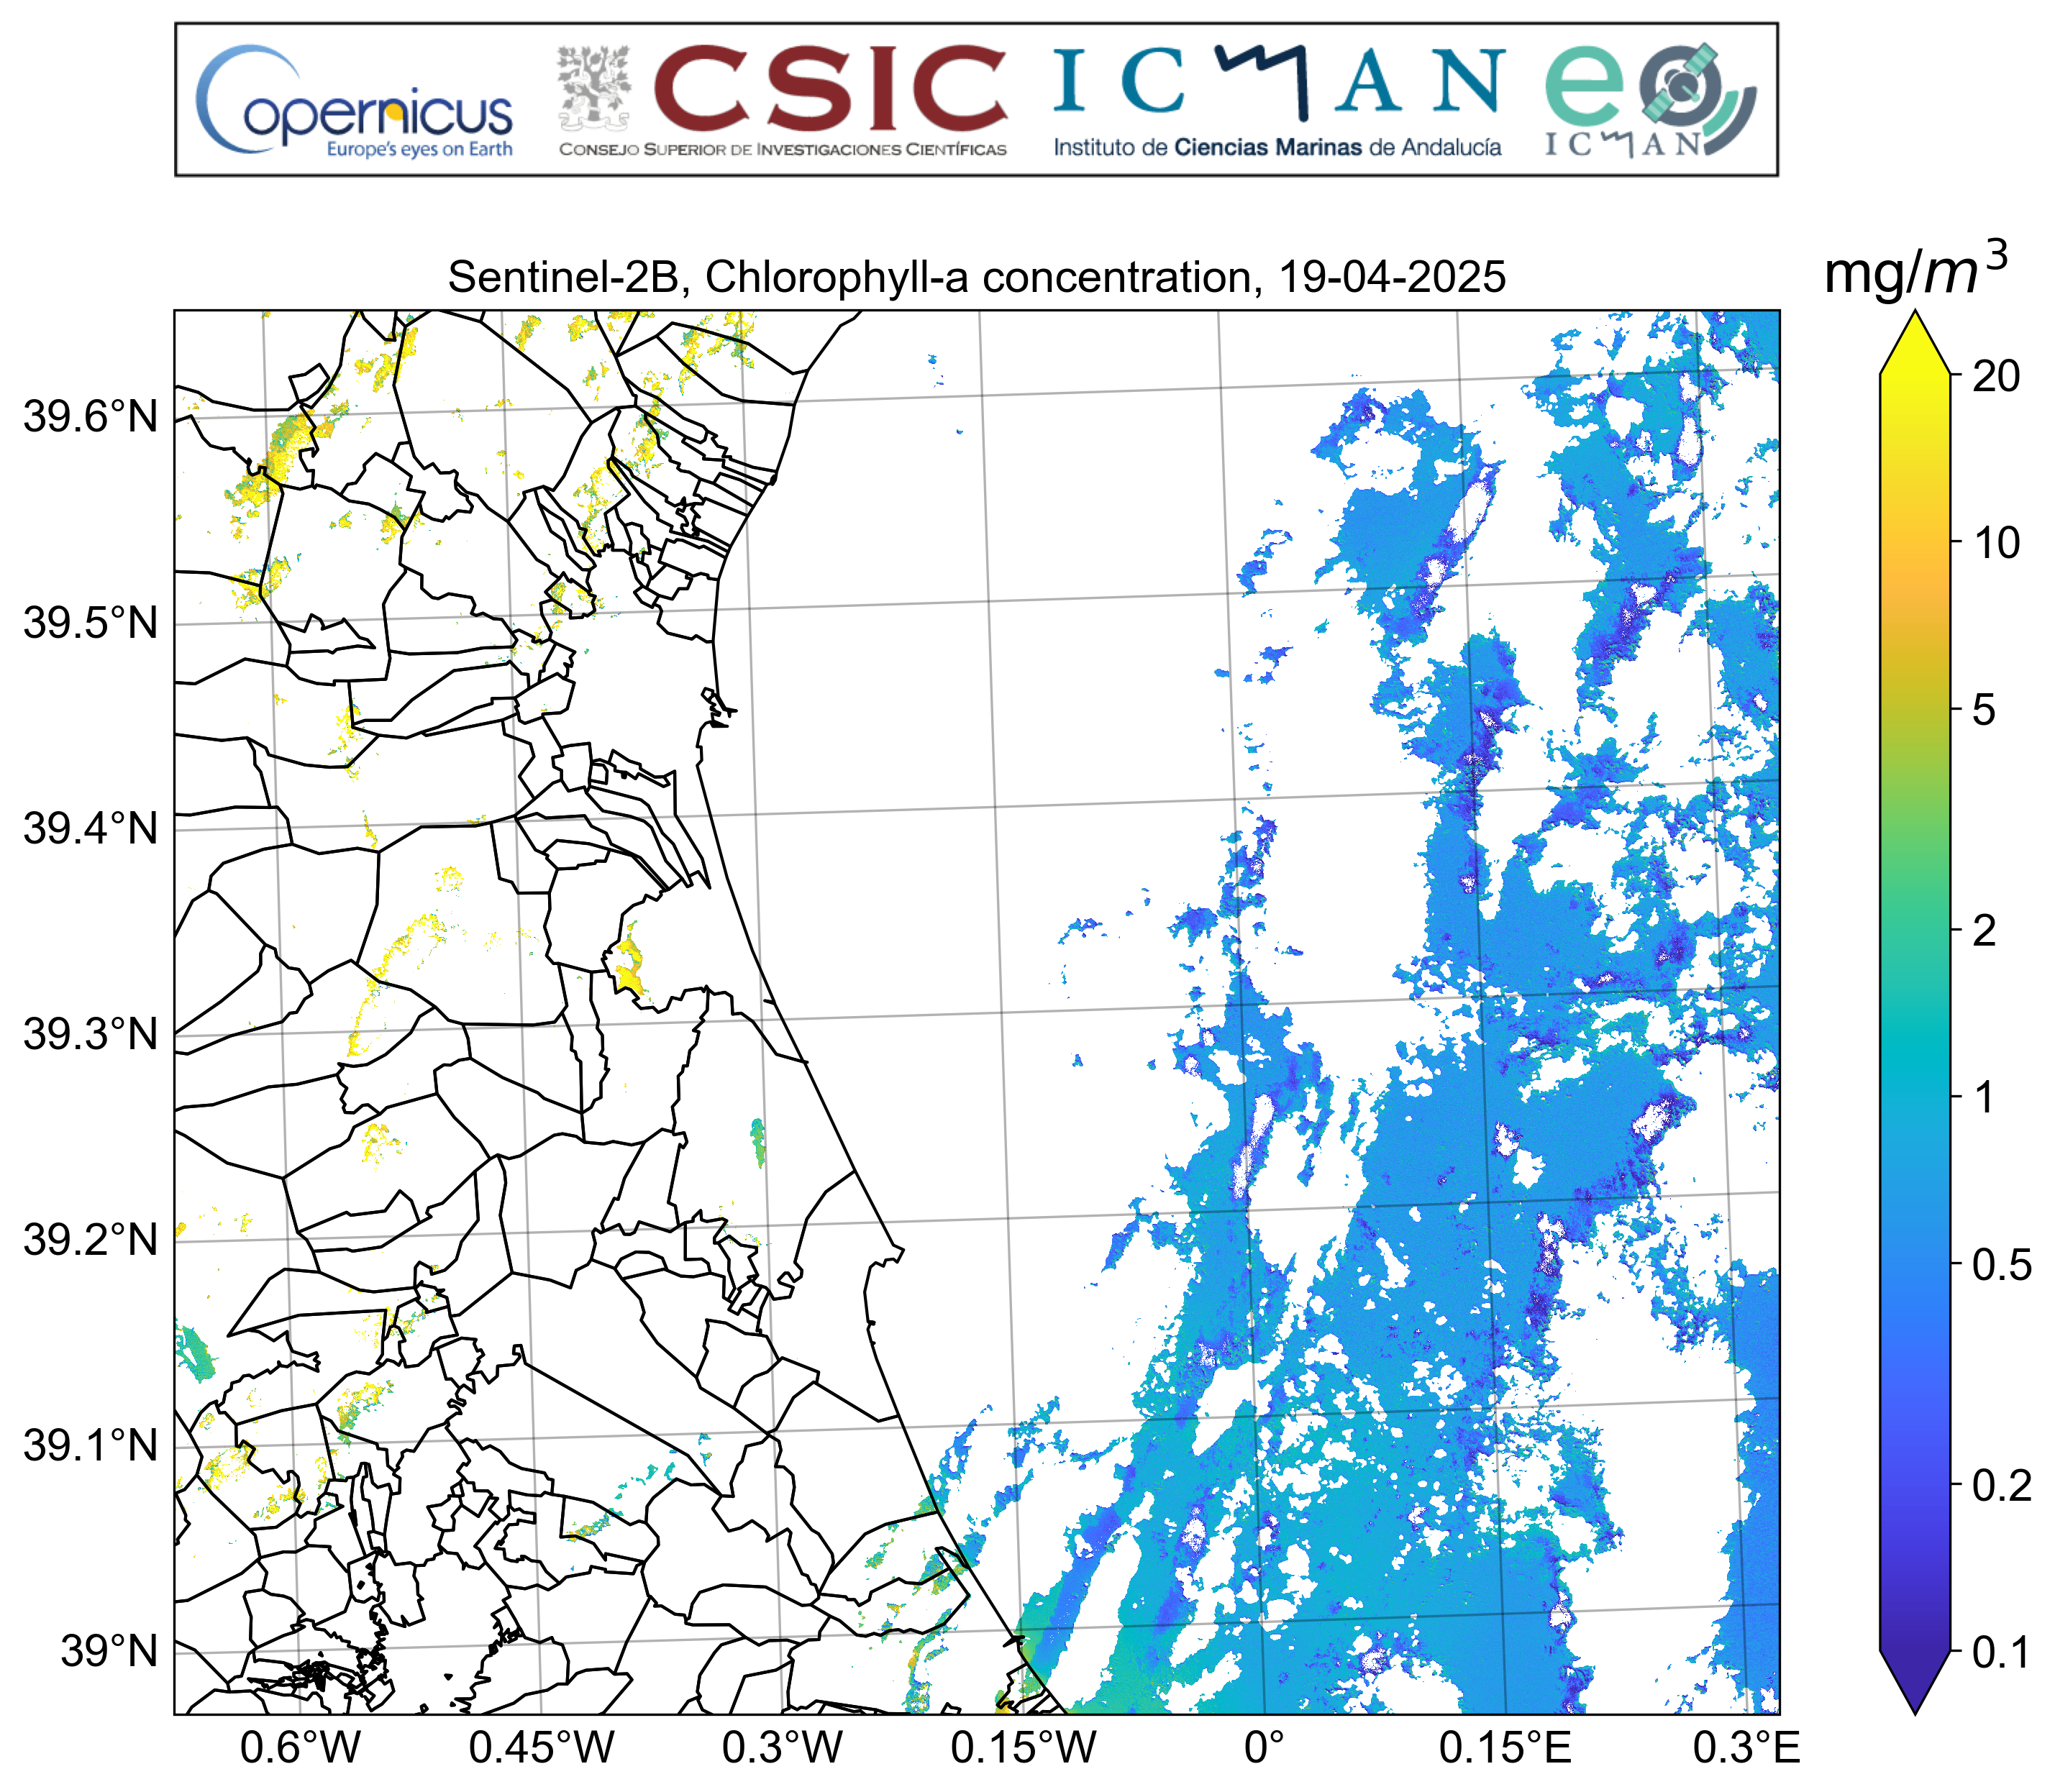 Copernicus
Europe's eyes on Earth
CSIC
CONSEJO SUPERIOR DE INVESTIGACIONES CIENTÍFICAS
ICMAN
Instituto de Ciencias Marinas de Andalucía
eo
ICMAN
Sentinel-2B, Chlorophyll-a concentration, 19-04-2025
mg/m³
39.6°N
39.5°N
39.4°N
39.3°N
39.2°N
39.1°N
39°N
0.6°W
0.45°W
0.3°W
0.15°W
0°
0.15°E
0.3°E
20
10
5
2
1
0.5
0.2
0.1